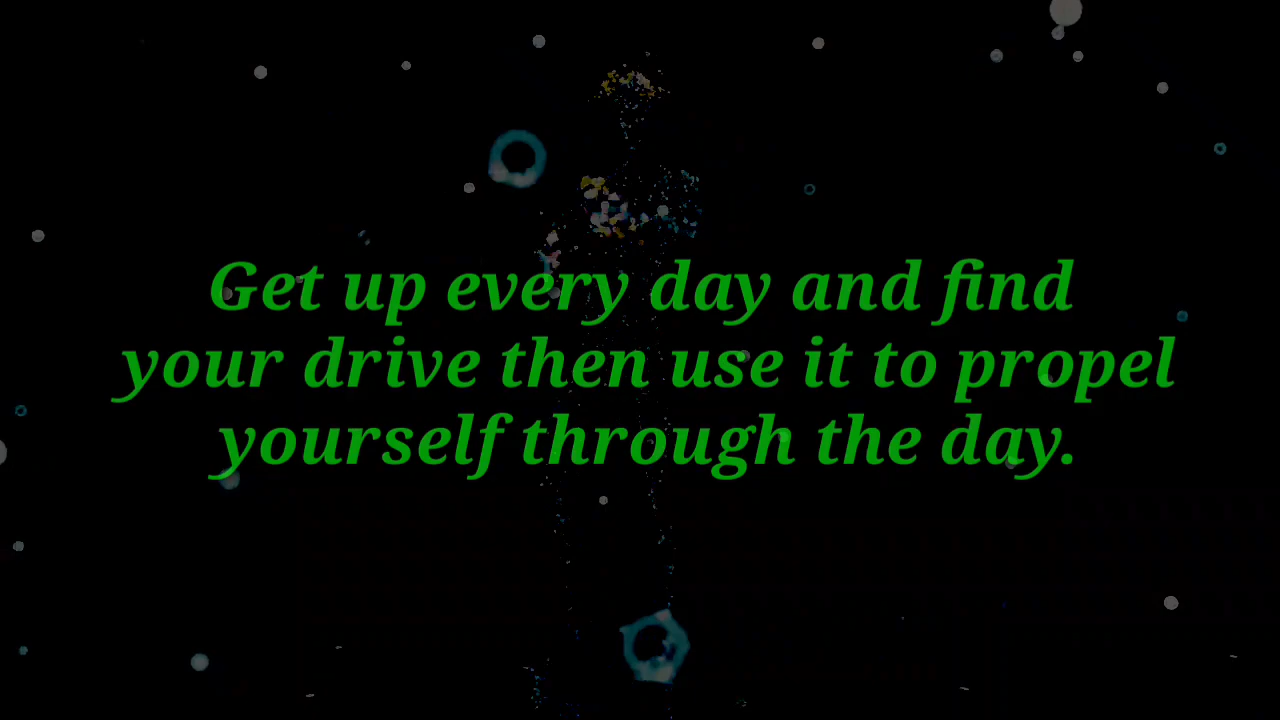 Get up every day and find
your drive then use it to propel
yourself through the day.